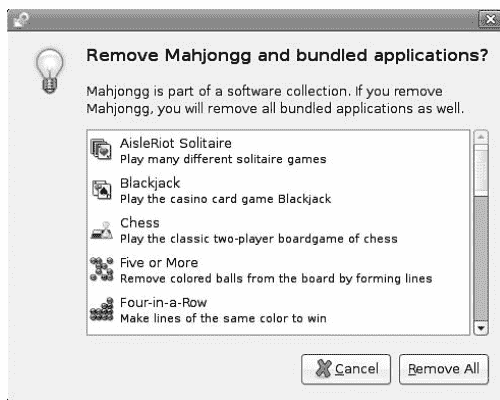 Remove Mahjongg and bundled applications?
Mahjongg is part of a software collection. If you remove
Mahjongg, you will remove all bundled applications as well.
AisleRiot Solitaire
Play many different solitaire games
Blackjack
Play the casino card game Blackjack
Chess
Play the classic two-player boardgame of chess
Five or More
Remove colored balls from the board by forming lines
Four-in-a-Row
Make lines of the same color to win
Cancel
Remove All